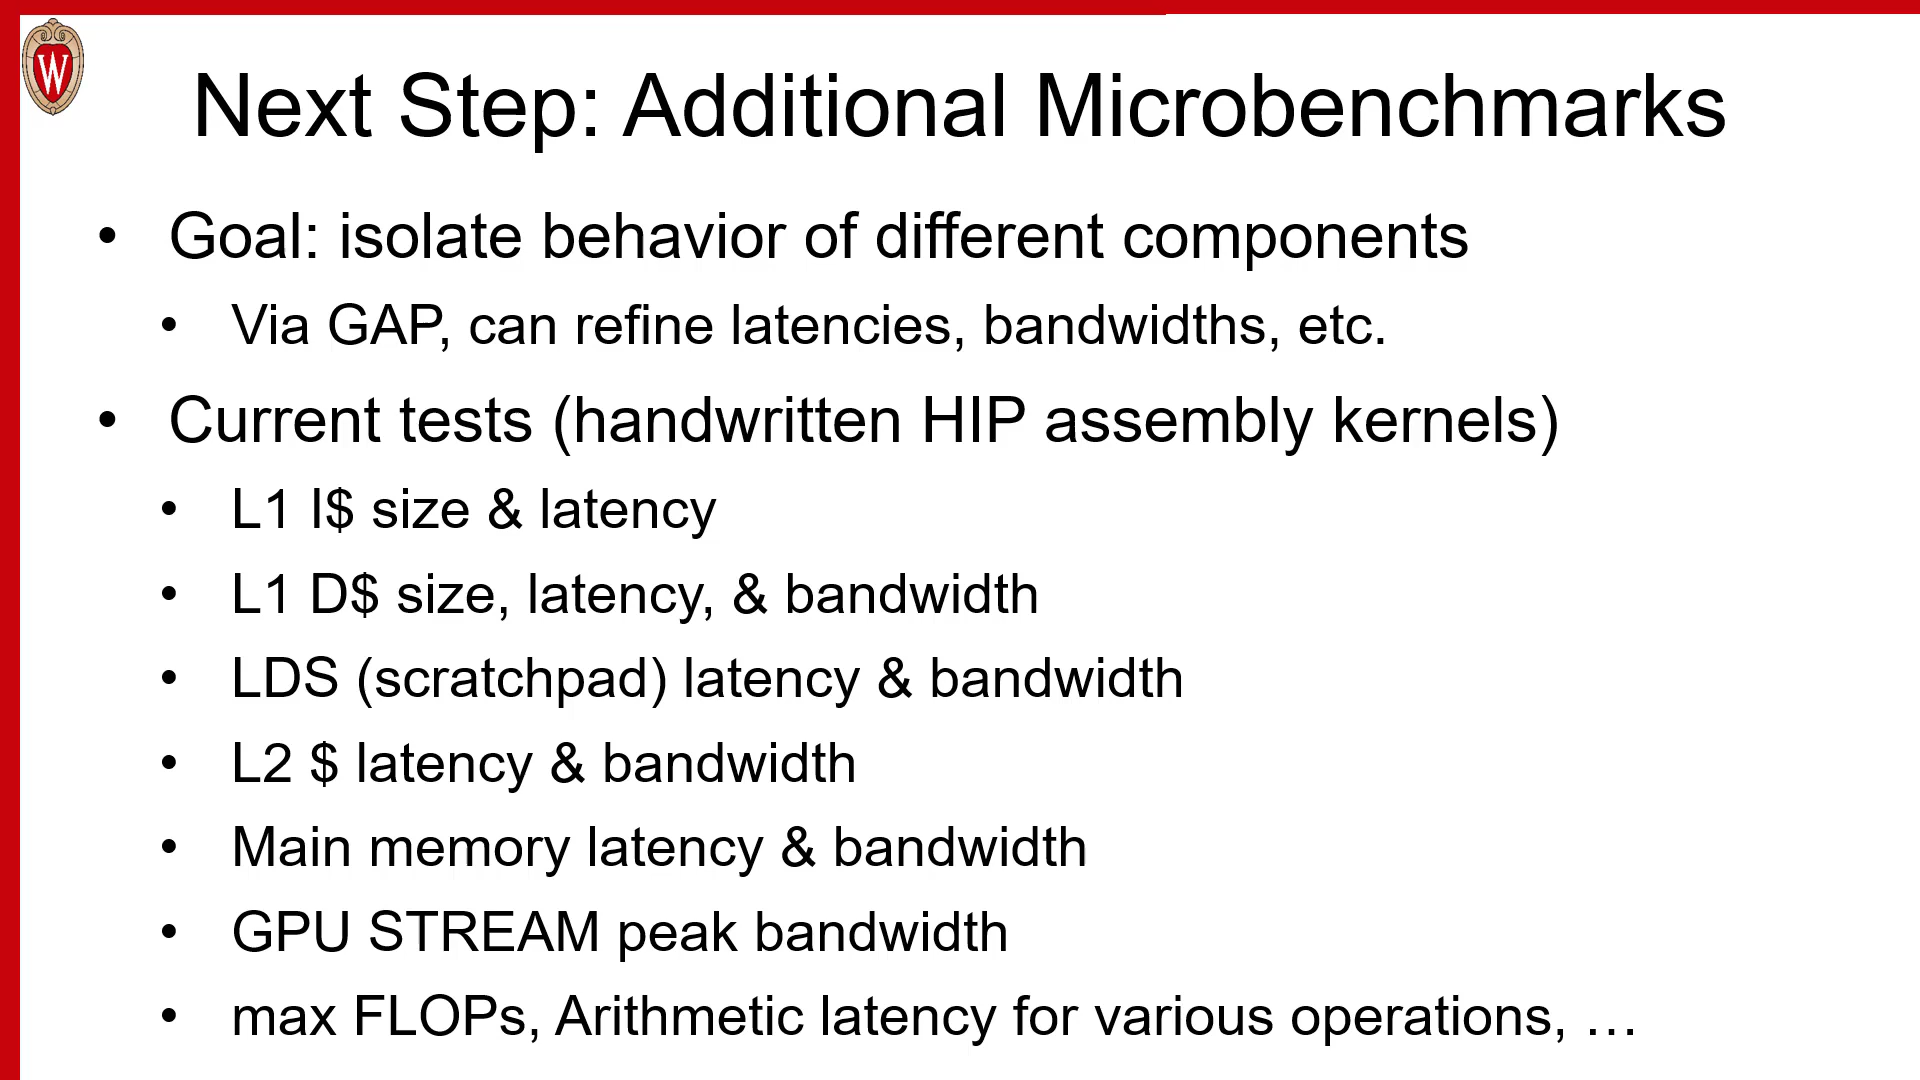 W
Next Step: Additional Microbenchmarks
• Goal: isolate behavior of different components
• Via GAP, can refine latencies, bandwidths, etc.
• Current tests (handwritten HIP assembly kernels)
• L1 I$ size & latency
• L1 D$ size, latency, & bandwidth
• LDS (scratchpad) latency & bandwidth
• L2 $ latency & bandwidth
• Main memory latency & bandwidth
• GPU STREAM peak bandwidth
• max FLOPs, Arithmetic latency for various operations, …